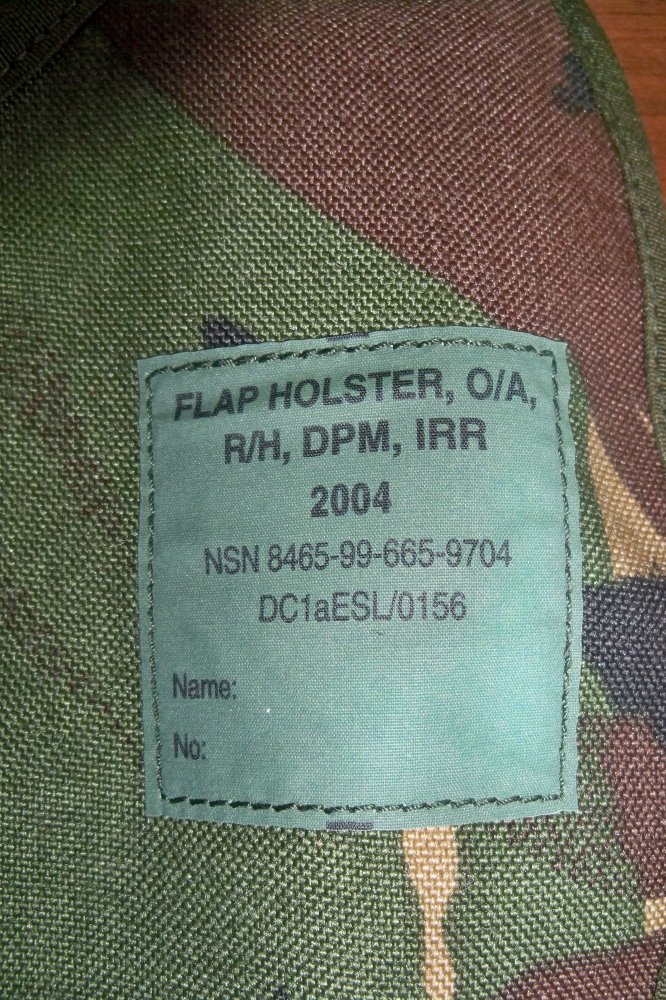 FLAP HOLSTER, O/A,
R/H, DPM, IRR
2004
NSN 8465-99-665-9704
DC1aESL/0156
Name:
No: